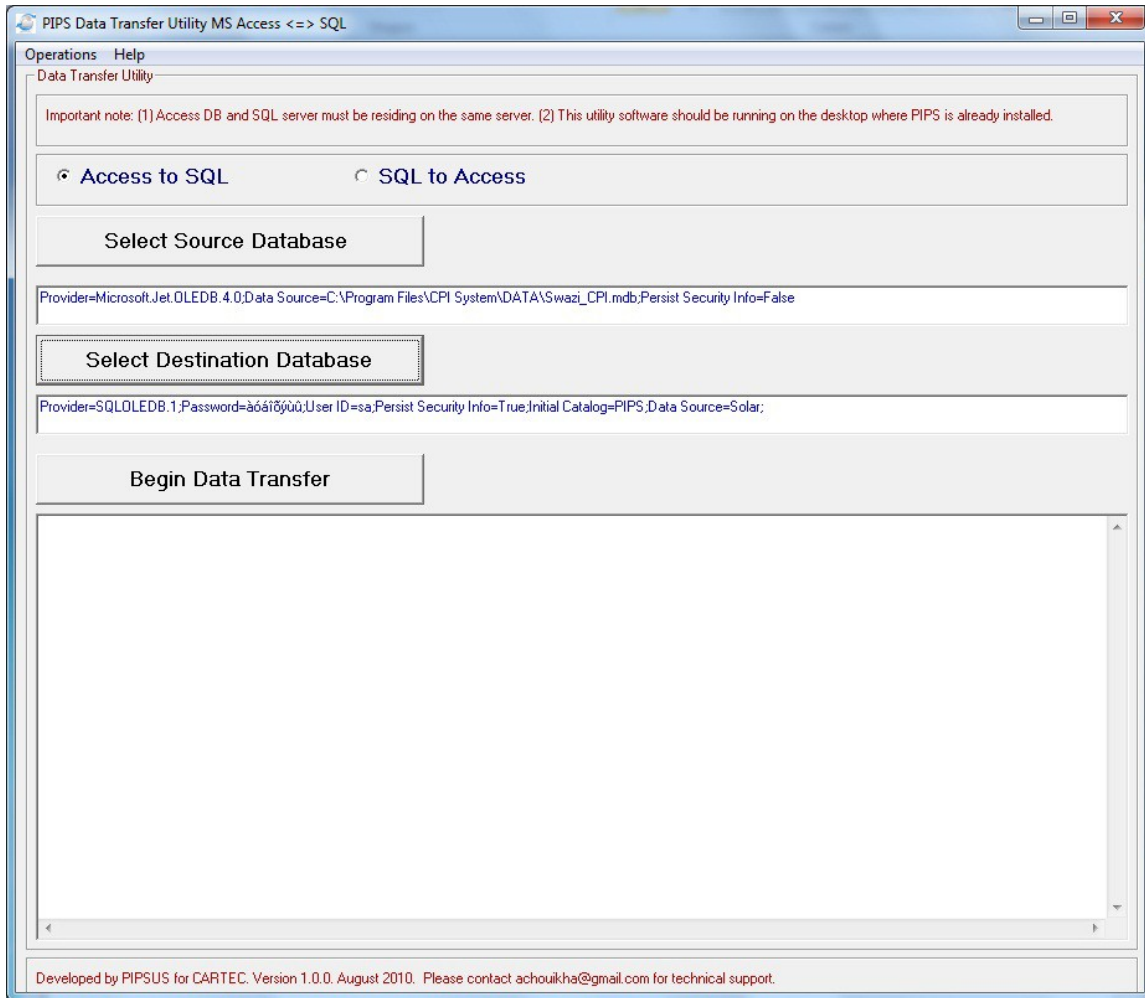 PIPS Data Transfer Utility MS Access <=> SQL
Operations Help
Data Transfer Utility
Important note: (1) Access DB and SQL server must be residing on the same server. (2) This utility software should be running on the desktop where PIPS is already installed.
Access to SQL SQL to Access
Select Source Database
Provider=Microsoft.Jet.OLEDB.4.0;Data Source=C:\Program Files\CPI System\DATA\Swazi_CPI.mdb;Persist Security Info=False
Select Destination Database
Provider=SQLOLEDB.1;Password=àóáîõýùû;User ID=sa;Persist Security Info=True;Initial Catalog=PIPS;Data Source=Solar;
Begin Data Transfer
Developed by PIPSUS for CARTEC. Version 1.0.0. August 2010. Please contact achouikha@gmail.com for technical support.